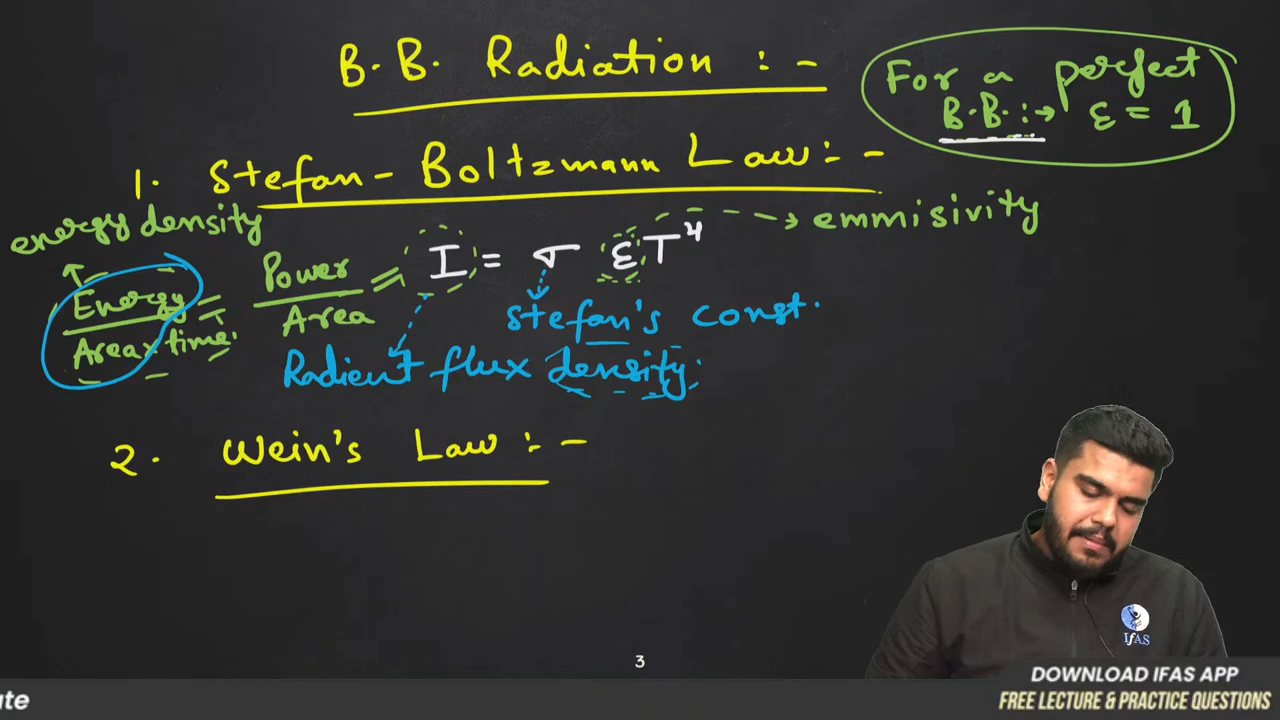 B.B. Radiation :-
For a perfect
B.B. :→ ε = 1
1. Stefan-Boltzmann Law :-
energy density
I = σ εT⁴
emmisivity
Energy / Area × time = Power / Area =
Stefan's const.
Radient flux density.
2. Wein's Law :-
IFAS
3
DOWNLOAD IFAS APP
FREE LECTURE & PRACTICE QUESTIONS